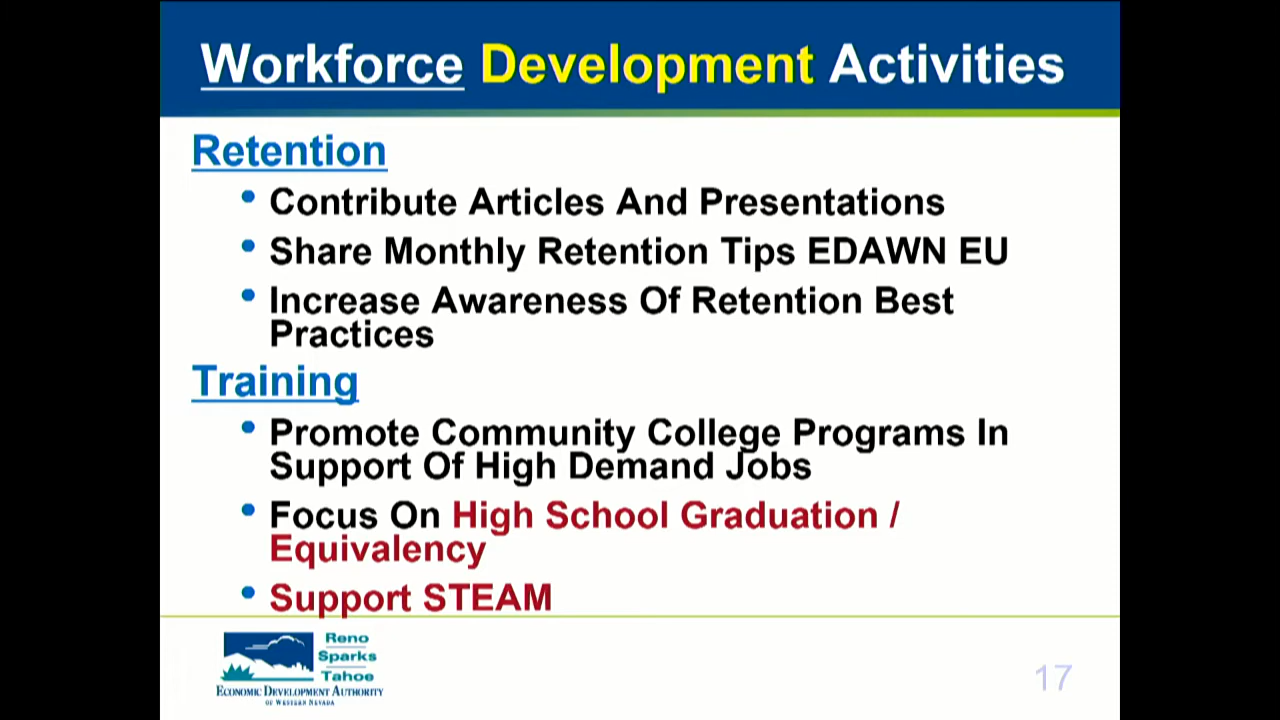 Workforce Development Activities
Retention
• Contribute Articles And Presentations
• Share Monthly Retention Tips EDAWN EU
• Increase Awareness Of Retention Best
Practices
Training
• Promote Community College Programs In
Support Of High Demand Jobs
• Focus On High School Graduation /
Equivalency
• Support STEAM
Reno
Sparks
Tahoe
ECONOMIC DEVELOPMENT AUTHORITY
OF WESTERN NEVADA
17